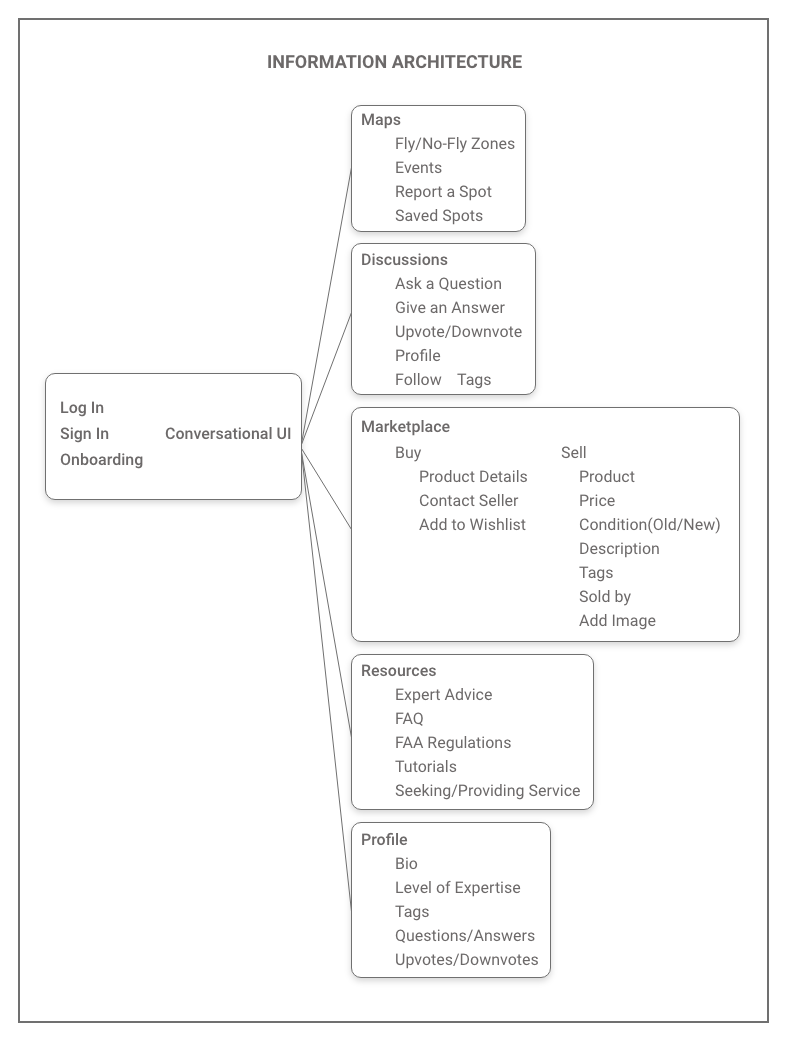 INFORMATION ARCHITECTURE
Log In
Sign In Conversational UI
Onboarding
Maps
Fly/No-Fly Zones
Events
Report a Spot
Saved Spots
Discussions
Ask a Question
Give an Answer
Upvote/Downvote
Profile
Follow Tags
Marketplace
Buy
Product Details
Contact Seller
Add to Wishlist
Sell
Product
Price
Condition(Old/New)
Description
Tags
Sold by
Add Image
Resources
Expert Advice
FAQ
FAA Regulations
Tutorials
Seeking/Providing Service
Profile
Bio
Level of Expertise
Tags
Questions/Answers
Upvotes/Downvotes